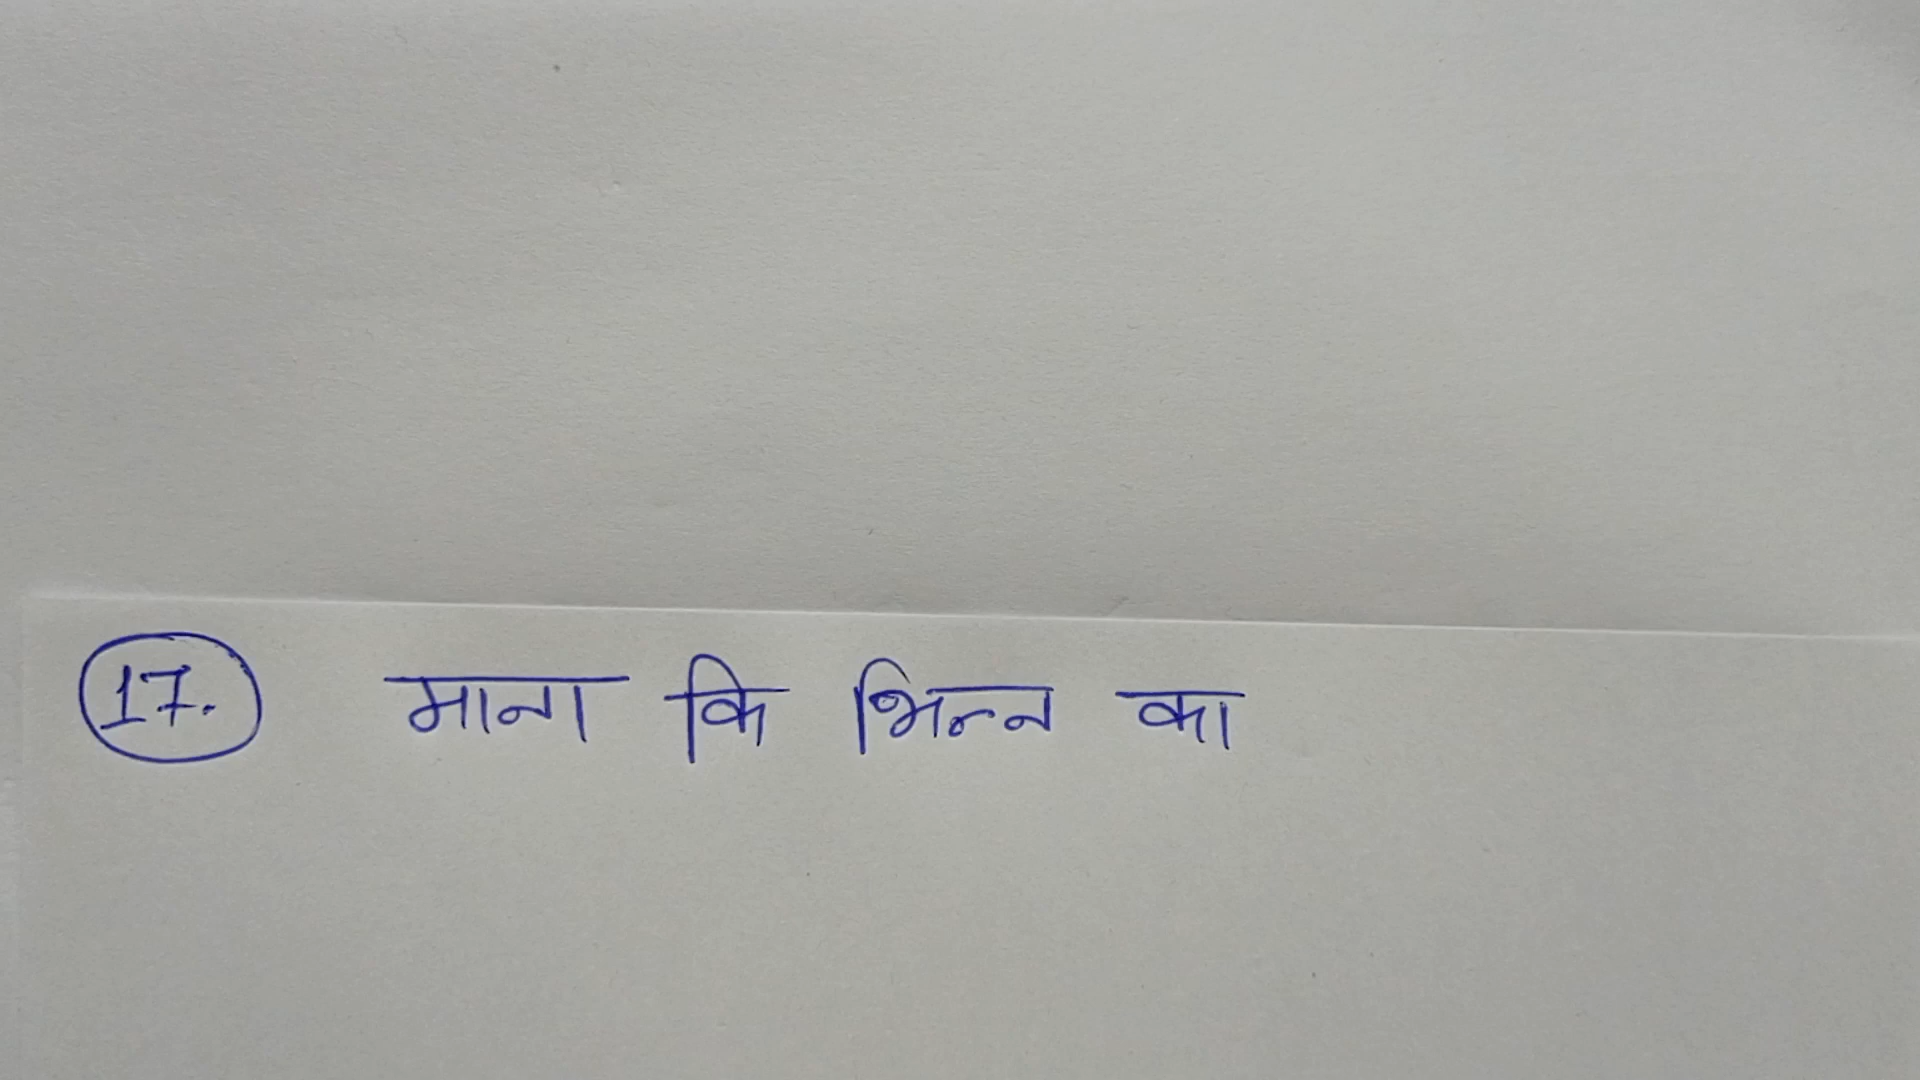 17. माना कि भिन्न का